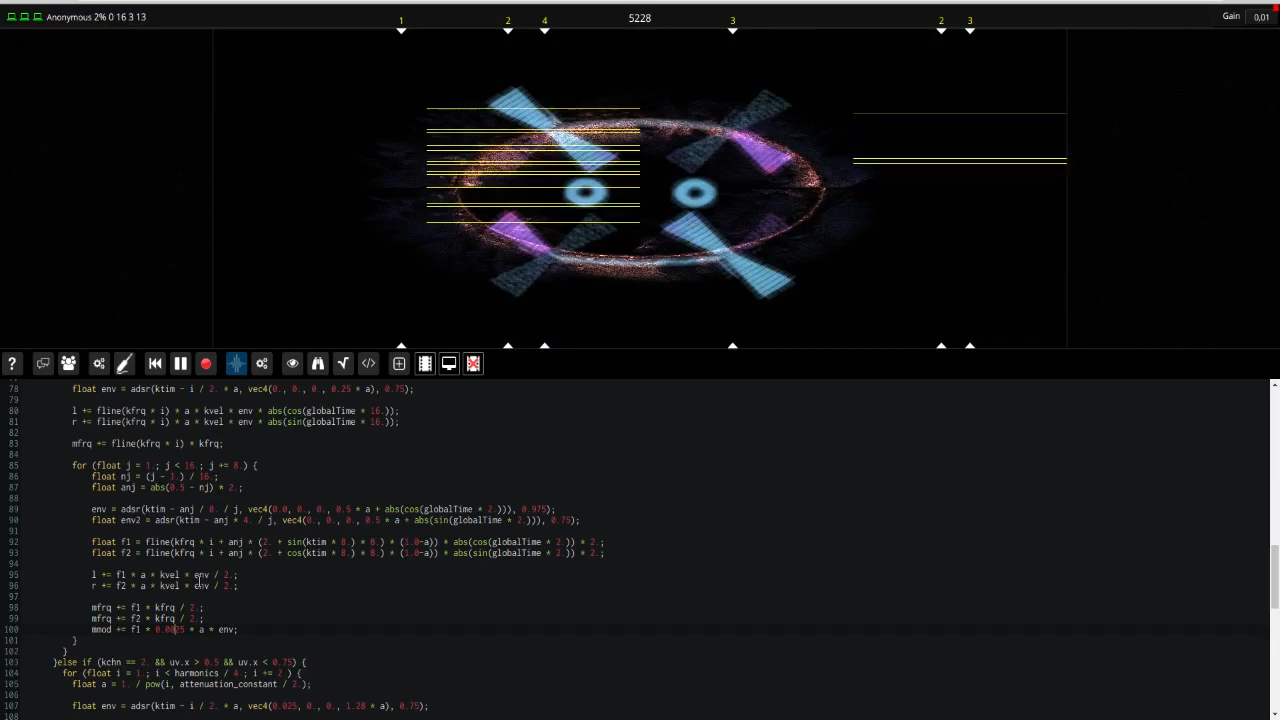 Anonymous 2% 0 16 3 13
1 2 4 5228 3 2 3
Gain 0,01
78 float env = adsr(ktim - i / 2. * a, vec4(0., 0., 0., 0.25 * a), 0.75);
79
80 l += fline(kfrq * i) * a * kvel * env * abs(cos(globalTime * 16.));
81 r += fline(kfrq * i) * a * kvel * env * abs(sin(globalTime * 16.));
82
83 mfrq += fline(kfrq * i) * kfrq;
84
85 for (float j = 1.; j < 16.; j += 8.) {
86 float nj = (j - 1.) / 16.;
87 float anj = abs(0.5 - nj) * 2.;
88
89 env = adsr(ktim - anj / 8. / j, vec4(0.0, 0., 0., 0.5 * a + abs(cos(globalTime * 2.))), 0.975);
90 float env2 = adsr(ktim - anj * 4. / j, vec4(0., 0., 0., 0.5 * a + abs(sin(globalTime * 2.))), 0.75);
91
92 float f1 = fline(kfrq * i + anj * (2. + sin(ktim * 8.) * 8.) * (1.0-a)) * abs(cos(globalTime * 2.)) * 2.;
93 float f2 = fline(kfrq * i + anj * (2. + cos(ktim * 8.) * 8.) * (1.0-a)) * abs(sin(globalTime * 2.)) * 2.;
94
95 l += f1 * a * kvel * env / 2.;
96 r += f2 * a * kvel * env / 2.;
97
98 mfrq += f1 * kfrq / 2.;
99 mfrq += f2 * kfrq / 2.;
100 mmod += f1 * 0.0025 * a * env;
101 }
102 }
103 }else if (kchn == 2. && uv.x > 0.5 && uv.x < 0.75) {
104 for (float i = 1.; i < harmonics / 4.; i += 2.) {
105 float a = 1. / pow(i, attenuation_constant / 2.);
106
107 float env = adsr(ktim - i / 2. * a, vec4(0.025, 0., 0., 1.28 * a), 0.75);
108